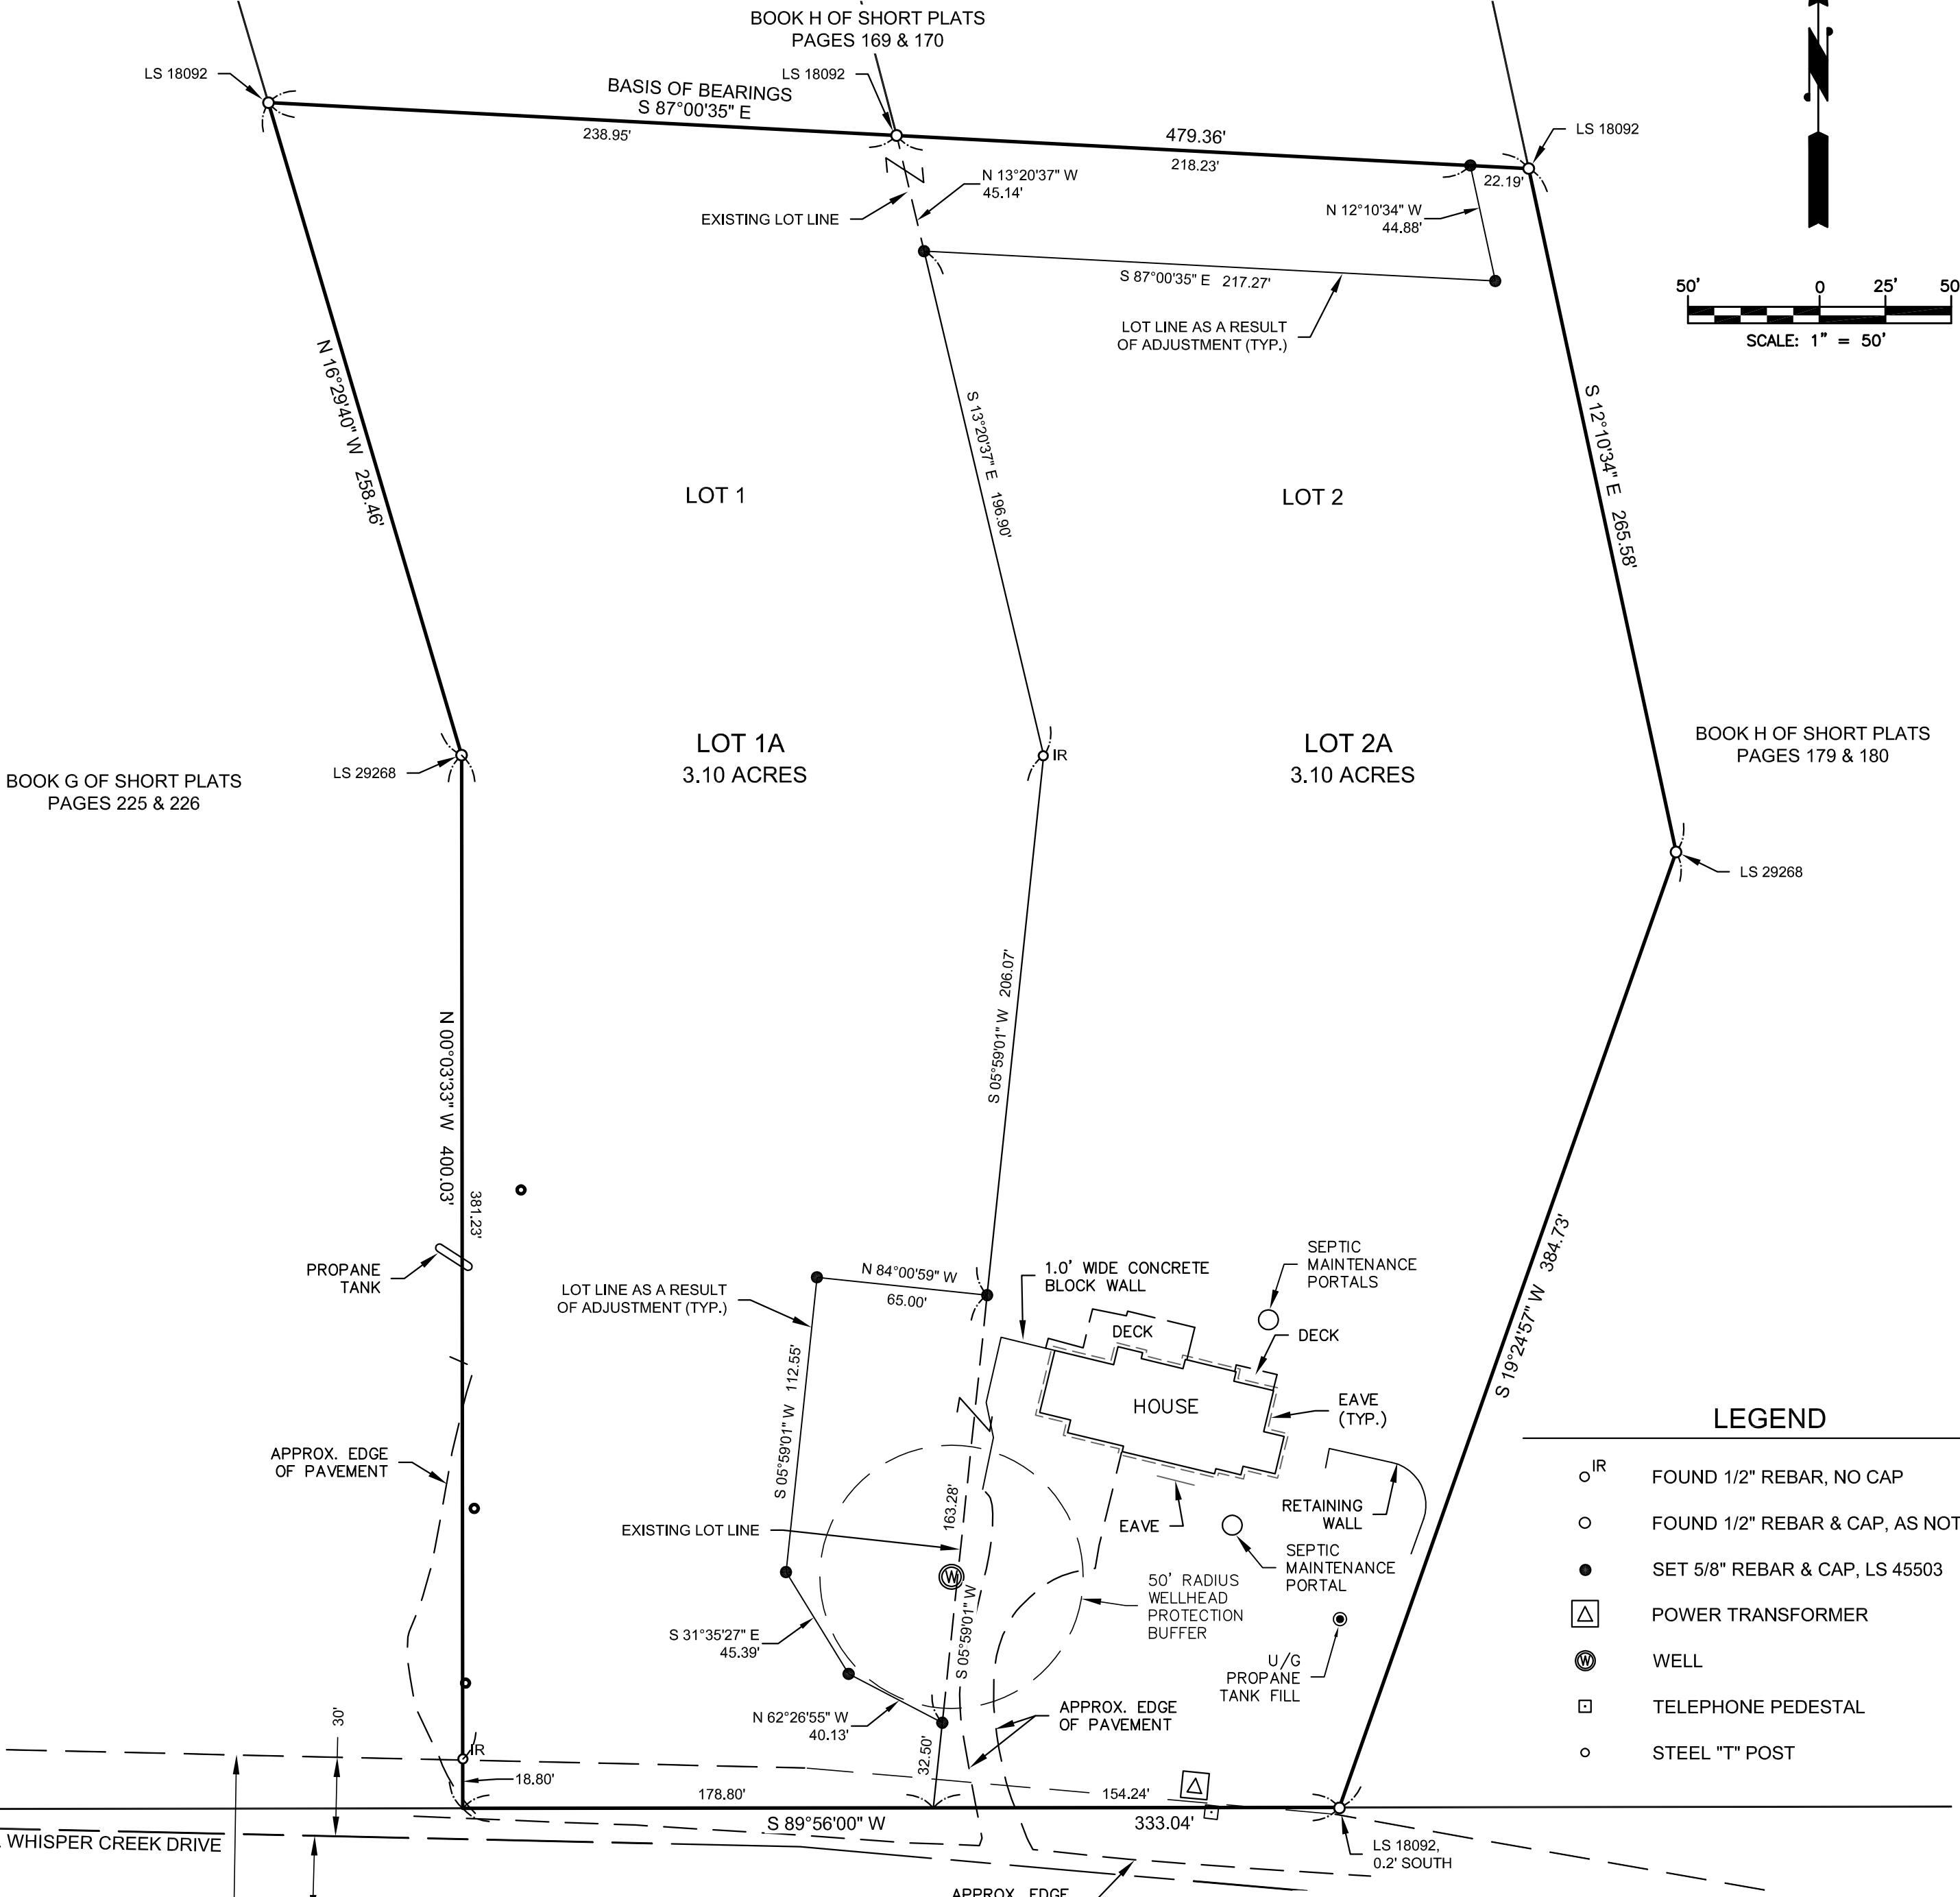 BOOK H OF SHORT PLATS
PAGES 169 & 170
LS 18092
BASIS OF BEARINGS
S 87°00'35" E
238.95'
LS 18092
479.36'
218.23'
LS 18092
22.19'
N 13°20'37" W
45.14'
EXISTING LOT LINE
N 12°10'34" W
44.88'
S 87°00'35" E 217.27'
LOT LINE AS A RESULT
OF ADJUSTMENT (TYP.)
N
50' 0 25' 50
SCALE: 1" = 50'
N 16°29'40" W 258.46'
S 13°20'37" E 196.90'
S 12°10'34" E 265.58'
LOT 1
LOT 2
LOT 1A
3.10 ACRES
LOT 2A
3.10 ACRES
IR
BOOK G OF SHORT PLATS
PAGES 225 & 226
LS 29268
BOOK H OF SHORT PLATS
PAGES 179 & 180
LS 29268
N 00°03'33" W 400.03'
381.23'
S 05°59'01" W 206.07'
S 19°24'57" W 384.73'
PROPANE
TANK
LOT LINE AS A RESULT
OF ADJUSTMENT (TYP.)
N 84°00'59" W
65.00'
1.0' WIDE CONCRETE
BLOCK WALL
SEPTIC
MAINTENANCE
PORTALS
DECK
DECK
HOUSE
EAVE
(TYP.)
S 05°59'01" W 112.55'
APPROX. EDGE
OF PAVEMENT
EXISTING LOT LINE
163.28'
W
S 05°59'01" W
EAVE
RETAINING
WALL
SEPTIC
MAINTENANCE
PORTAL
50' RADIUS
WELLHEAD
PROTECTION
BUFFER
U/G
PROPANE
TANK FILL
S 31°35'27" E
45.39'
N 62°26'55" W
40.13'
32.50'
APPROX. EDGE
OF PAVEMENT
30'
IR
18.80'
178.80'
154.24'
S 89°56'00" W
333.04'
WHISPER CREEK DRIVE
LS 18092,
0.2' SOUTH
APPROX. EDGE
LEGEND
IR FOUND 1/2" REBAR, NO CAP
FOUND 1/2" REBAR & CAP, AS NOT
SET 5/8" REBAR & CAP, LS 45503
POWER TRANSFORMER
W WELL
TELEPHONE PEDESTAL
STEEL "T" POST